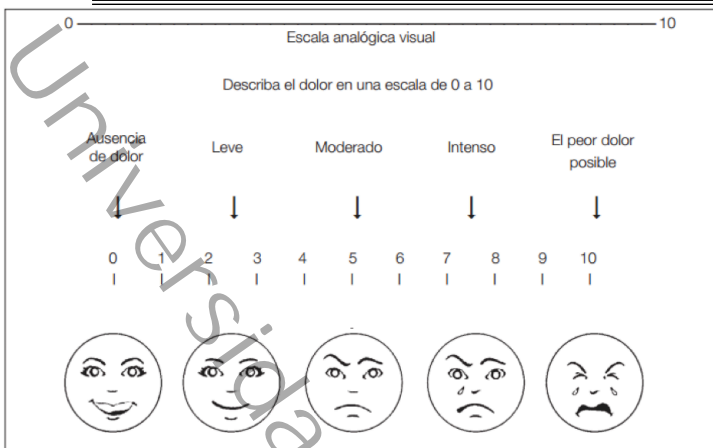 0 10
Escala analógica visual
Describa el dolor en una escala de 0 a 10
Ausencia de dolor
Leve
Moderado
Intenso
El peor dolor posible
0 1 2 3 4 5 6 7 8 9 10
Universida